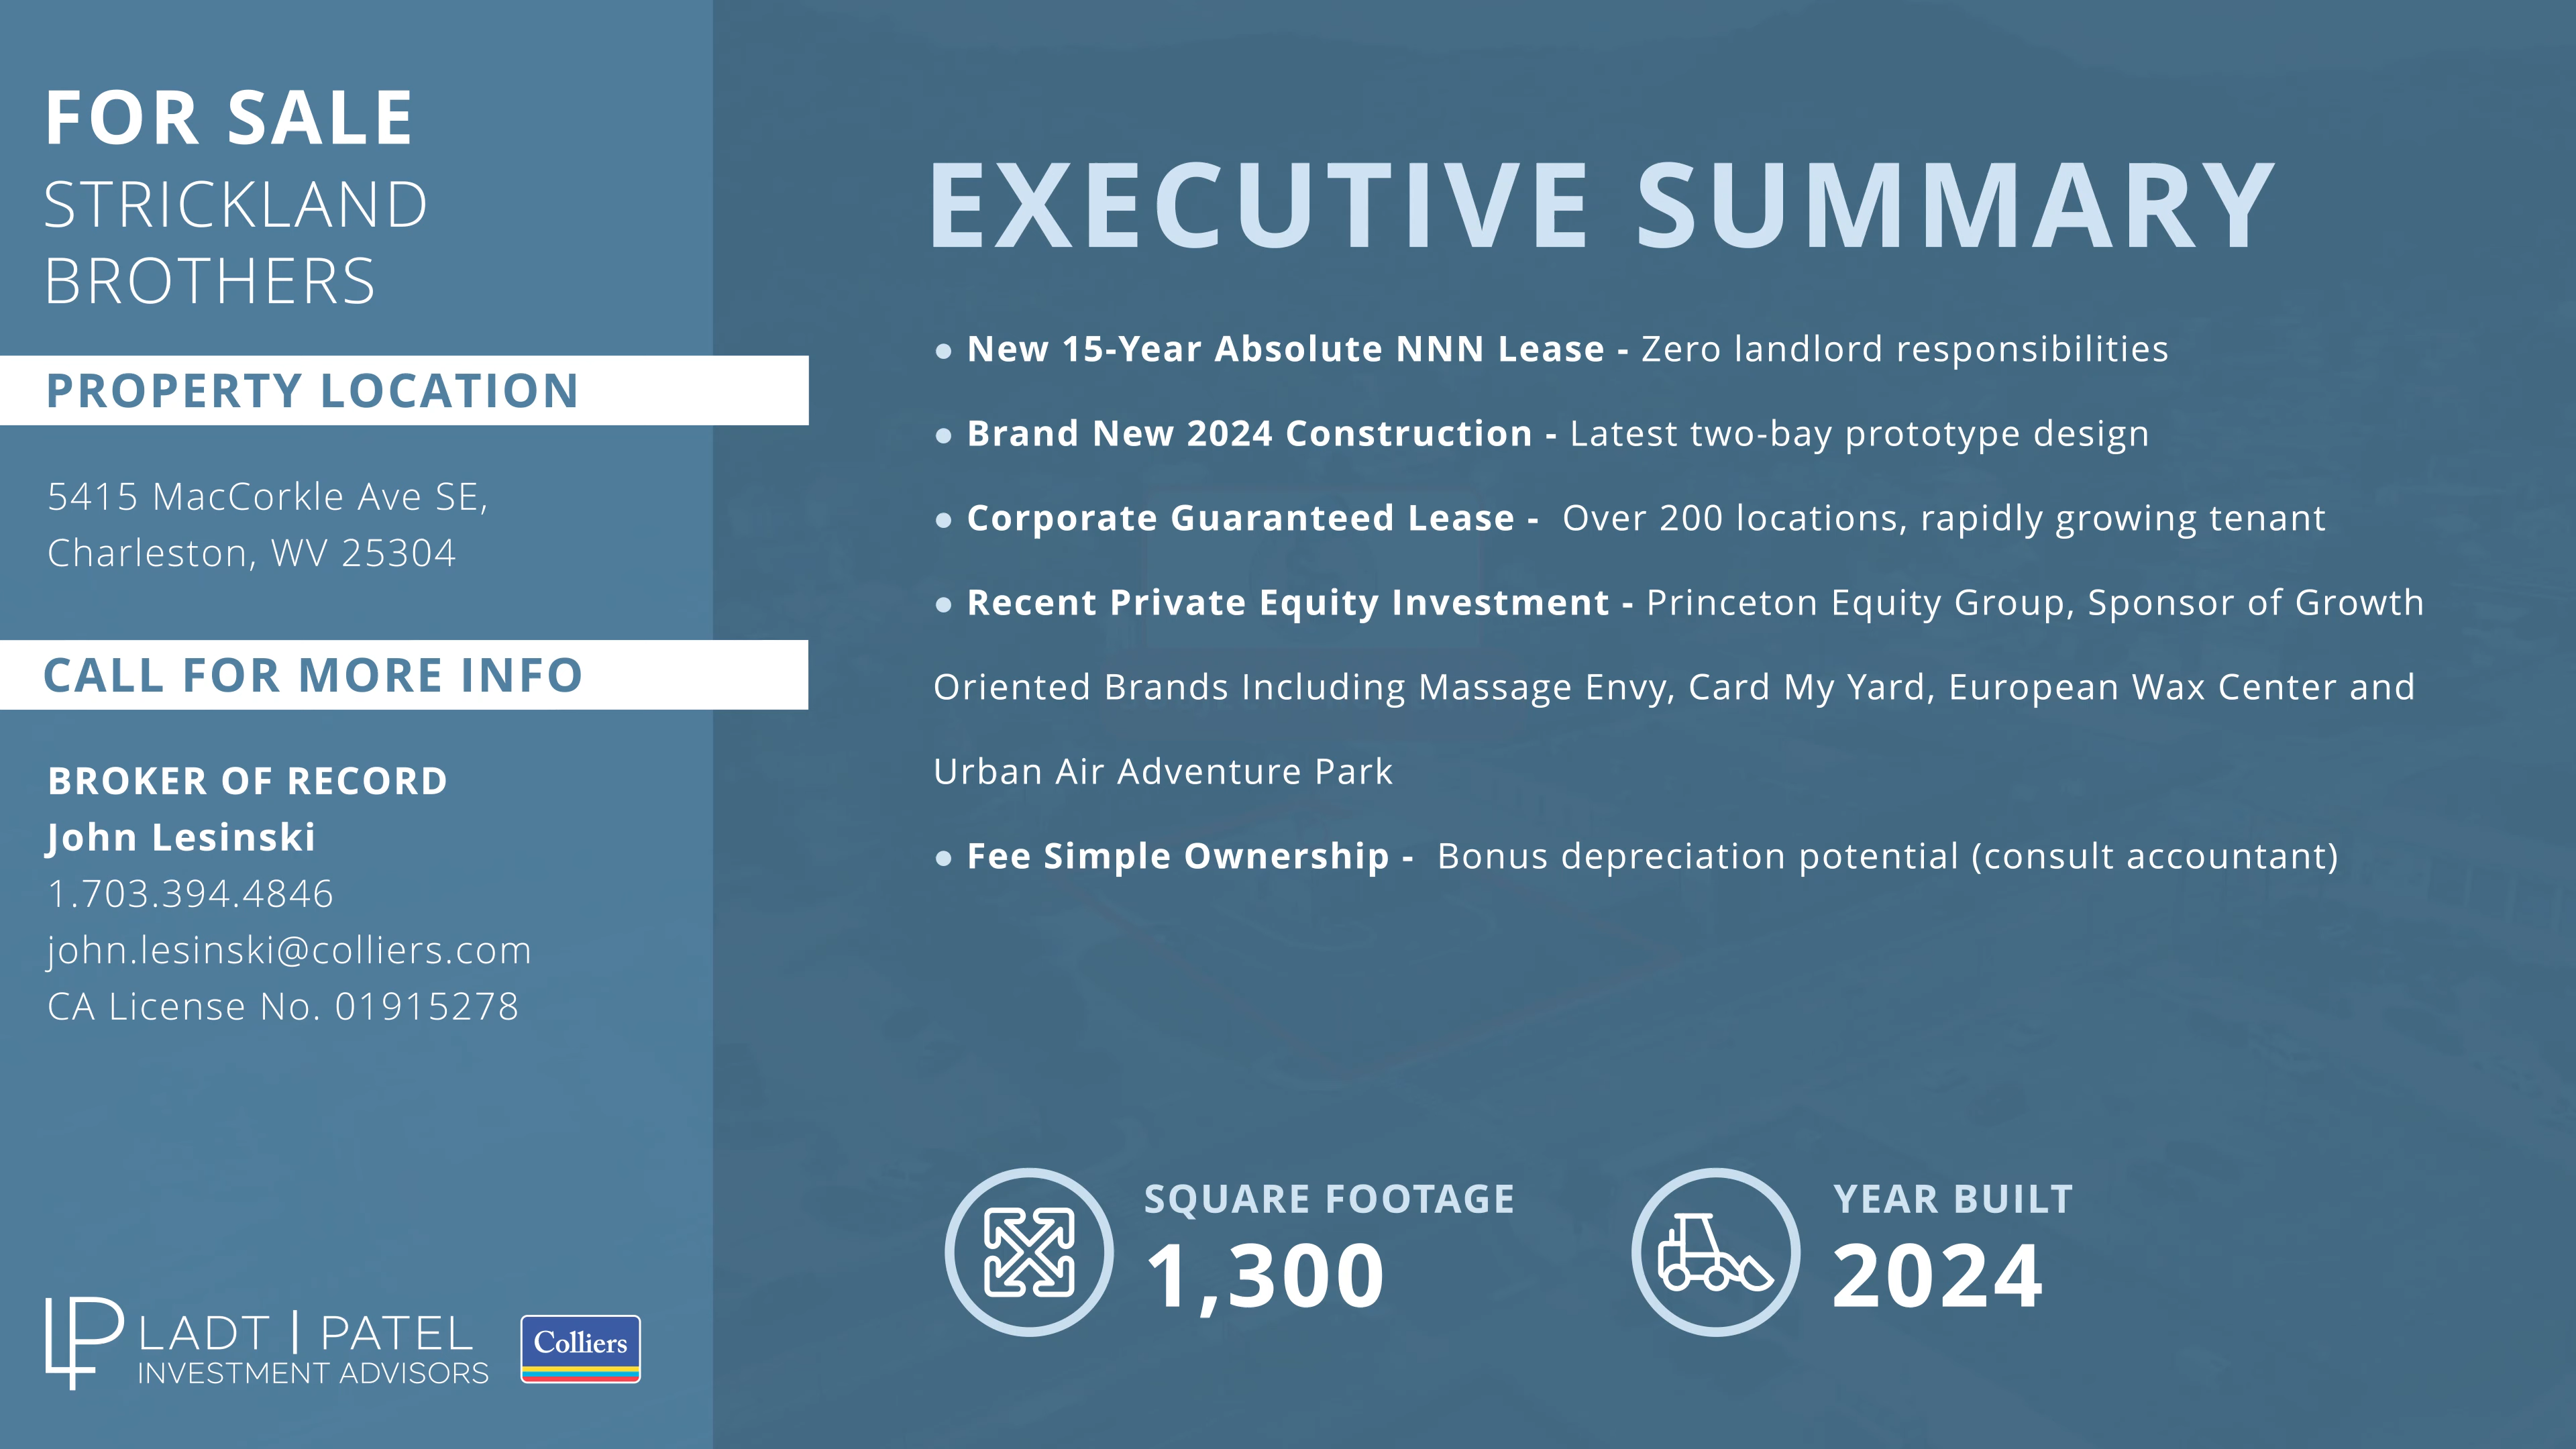 FOR SALE
STRICKLAND
BROTHERS
PROPERTY LOCATION
5415 MacCorkle Ave SE,
Charleston, WV 25304
CALL FOR MORE INFO
BROKER OF RECORD
John Lesinski
1.703.394.4846
john.lesinski@colliers.com
CA License No. 01915278
LP LADT | PATEL
INVESTMENT ADVISORS
Colliers
EXECUTIVE SUMMARY
● New 15-Year Absolute NNN Lease - Zero landlord responsibilities
● Brand New 2024 Construction - Latest two-bay prototype design
● Corporate Guaranteed Lease - Over 200 locations, rapidly growing tenant
● Recent Private Equity Investment - Princeton Equity Group, Sponsor of Growth
Oriented Brands Including Massage Envy, Card My Yard, European Wax Center and
Urban Air Adventure Park
● Fee Simple Ownership - Bonus depreciation potential (consult accountant)
SQUARE FOOTAGE
1,300
YEAR BUILT
2024